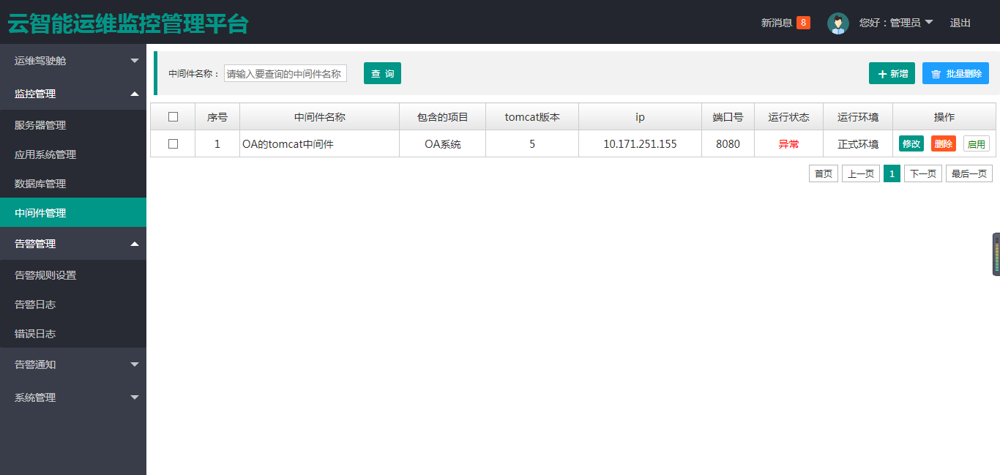 云智能运维监控管理平台
新消息 8 您好：管理员 退出
运维驾驶舱
监控管理
服务器管理
应用系统管理
数据库管理
中间件管理
告警管理
告警规则设置
告警日志
错误日志
告警通知
系统管理
中间件名称： 请输入要查询的中间件名称 查 询 新增 批量删除
序号 中间件名称 包含的项目 tomcat版本 ip 端口号 运行状态 运行环境 操作
1 OA的tomcat中间件 OA系统 5 10.171.251.155 8080 异常 正式环境 修改 删除 启用
首页 上一页 1 下一页 最后一页